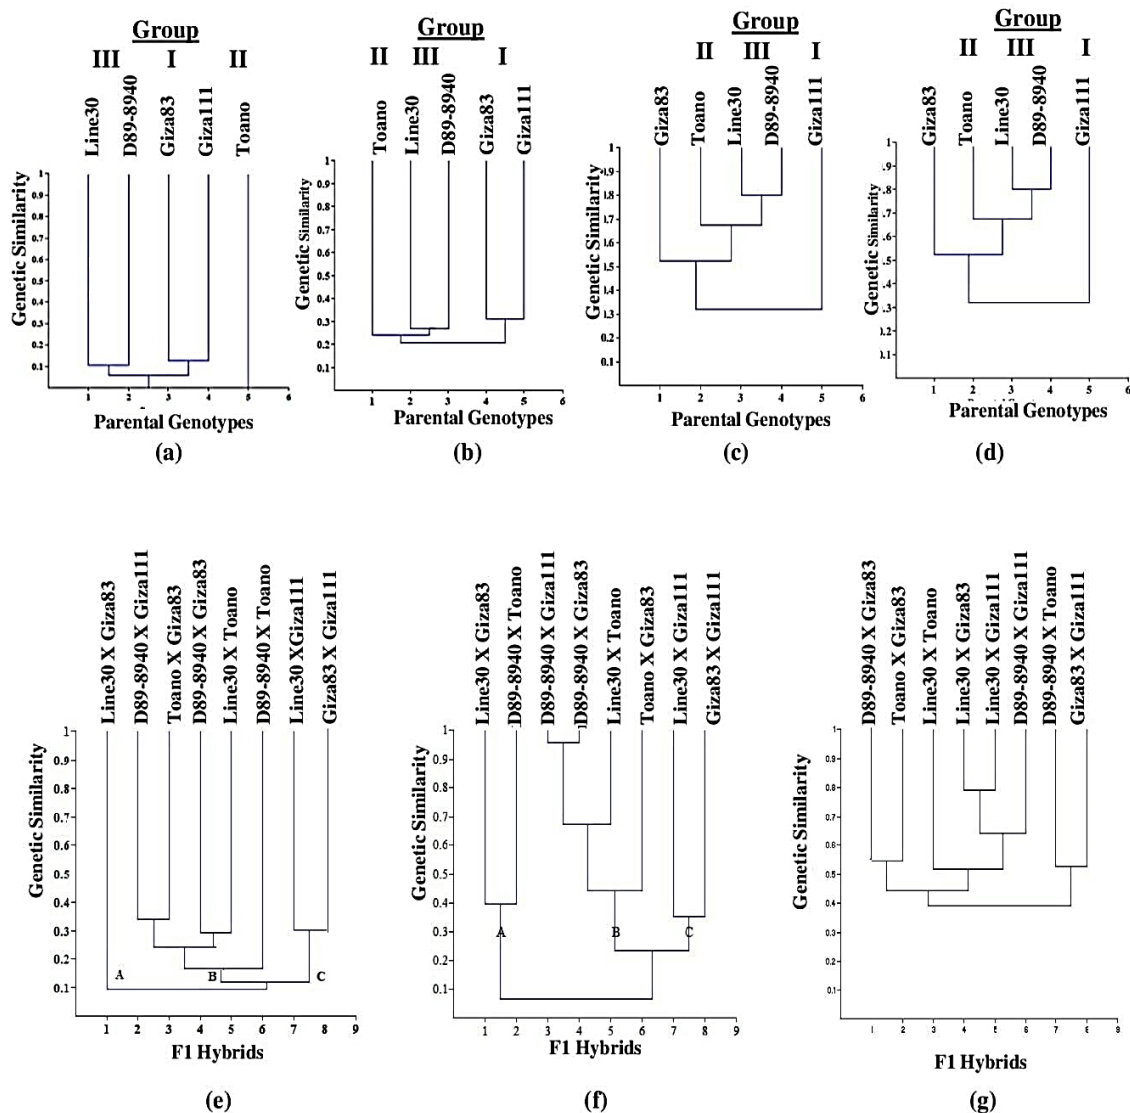 Group
III I II
Line30
D89-8940
Giza83
Giza111
Toano
Genetic Similarity
1
0.9
0.8
0.7
0.6
0.5
0.4
0.3
0.2
0.1
1 2 3 4 5 6
Parental Genotypes
(a)
Group
II III I
Toano
Line30
D89-8940
Giza83
Giza111
Genetic Similarity
1
0.9
0.8
0.7
0.6
0.5
0.4
0.3
0.2
0.1
1 2 3 4 5 6
Parental Genotypes
(b)
Group
II III I
Giza83
Toano
Line30
D89-8940
Giza111
Genetic Similarity
1
0.2
0.1
1 2 3 4 5 6
Parental Genotypes
(c)
Group
II III I
Giza83
Toano
Line30
D89-8940
Giza111
Genetic Similarity
1
1 2 3 4 5 6
Parental Genotypes
(d)
Line30 X Giza83
D89-8940 X Giza111
Toano X Giza83
D89-8940 X Giza83
Line30 X Toano
D89-8940 X Toano
Line30 XGiza111
Giza83 X Giza111
Genetic Similarity
1
0.9
0.8
0.7
0.6
0.5
0.4
0.3
0.2
0.1
A B C
1 2 3 4 5 6 7 8 9
F1 Hybrids
(e)
Line30 X Giza83
D89-8940 X Toano
D89-8940 X Giza111
D89-8940 X Giza83
Line30 X Toano
Toano X Giza83
Line30 X Giza111
Giza83 X Giza111
Genetic Similarity
1
0.9
0.8
0.7
0.6
0.5
0.4
0.3
0.2
0.1
A B C
1 2 3 4 5 6 7 8 9
F1 Hybrids
(f)
D89-8940 X Giza83
Toano X Giza83
Line30 X Toano
Line30 X Giza83
Line30 X Giza111
D89-8940 X Giza111
D89-8940 X Toano
Giza83 X Giza111
Genetic Similarity
1
0.9
0.8
0.7
0.6
0.5
0.4
0.3
0.2
0.1
1 2 3 4 5 6 7 8 9
F1 Hybrids
(g)